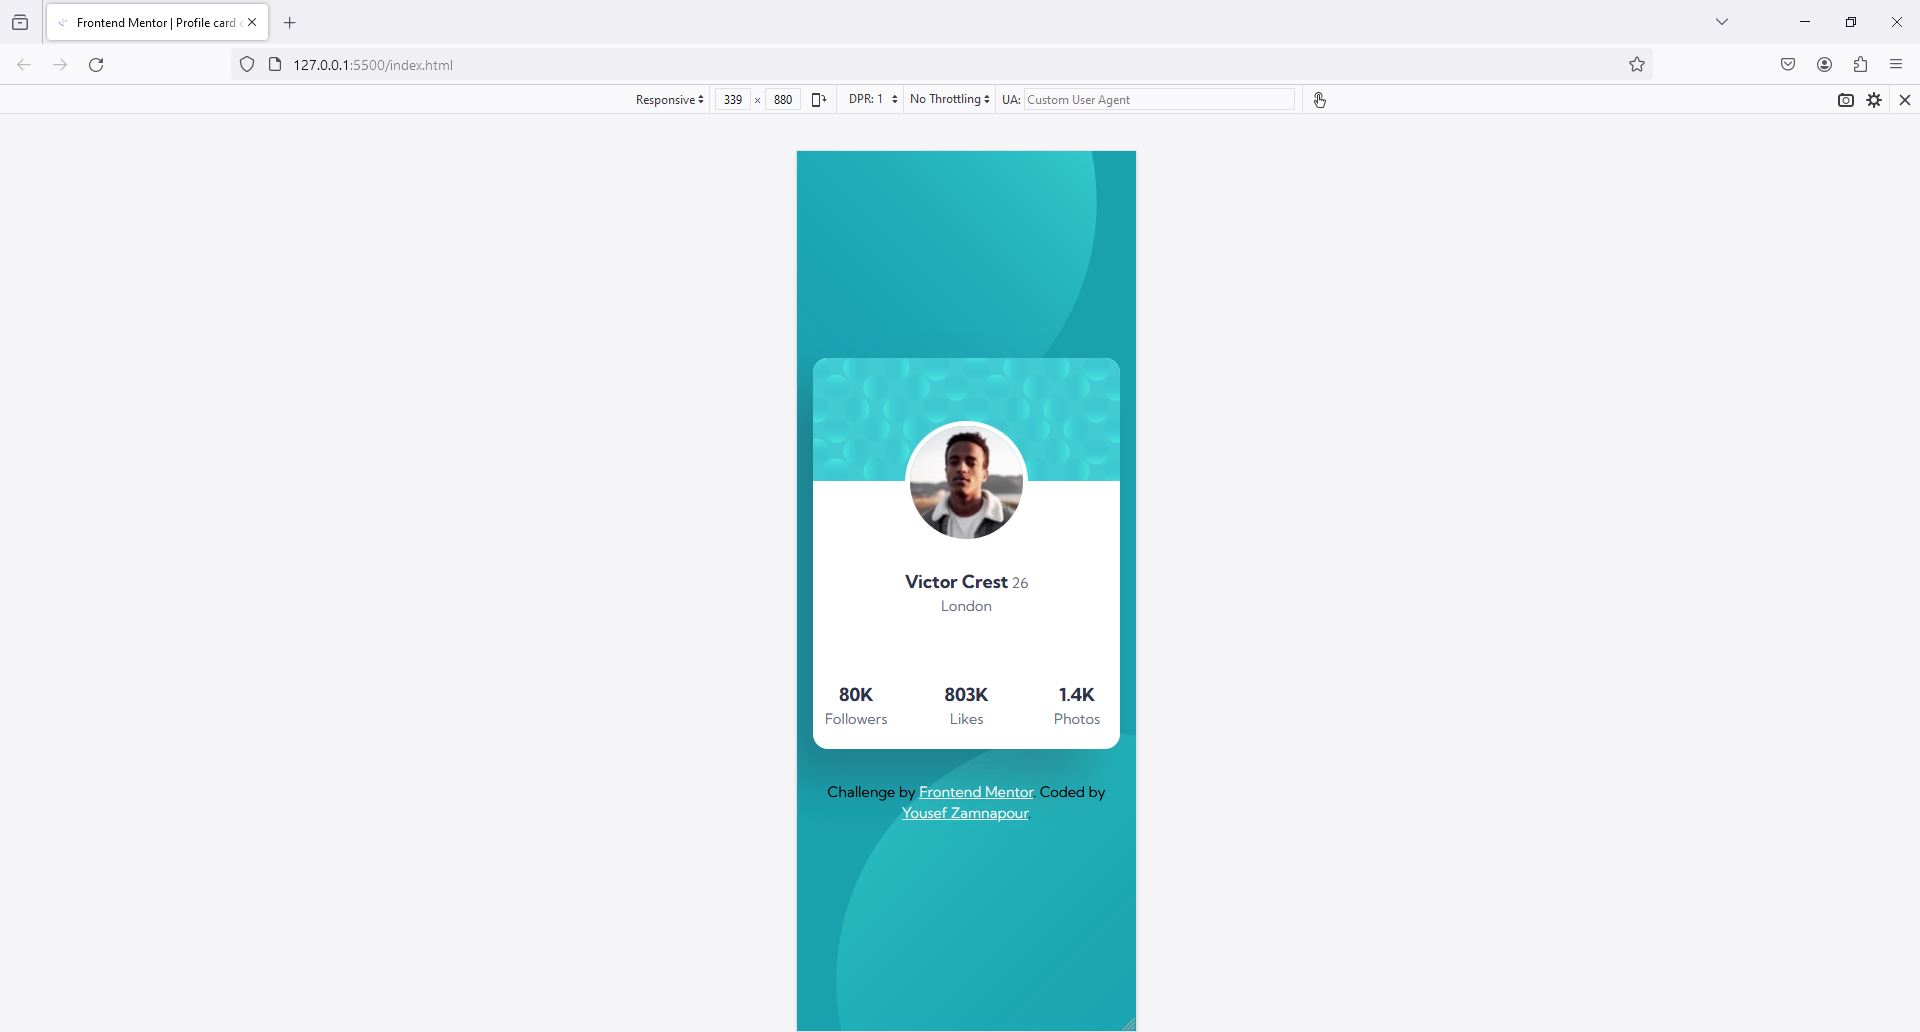 Frontend Mentor | Profile card
127.0.0.1:5500/index.html
Responsive 339 × 880 DPR: 1 No Throttling UA: Custom User Agent
Victor Crest 26
London
80K 803K 1.4K
Followers Likes Photos
Challenge by Frontend Mentor. Coded by
Yousef Zamnapour.